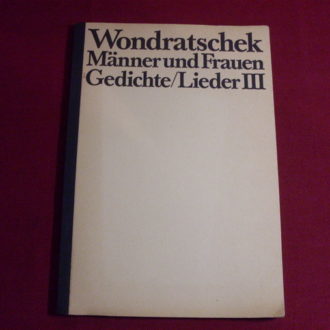 Wondratschek
Männer und Frauen
Gedichte/Lieder III